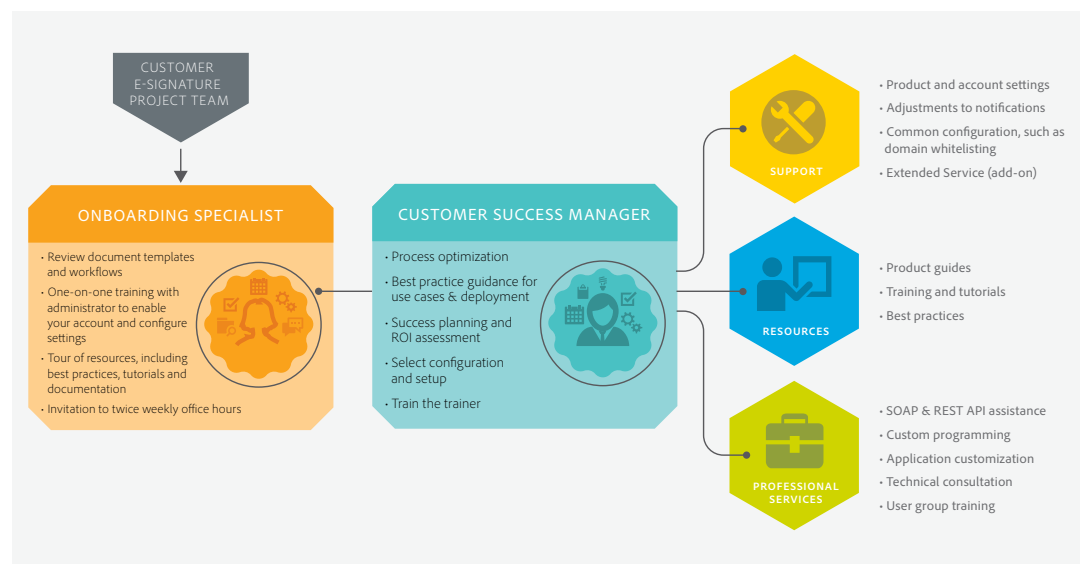 CUSTOMER
E-SIGNATURE
PROJECT TEAM
ONBOARDING SPECIALIST
• Review document templates
and workflows
• One-on-one training with
administrator to enable
your account and configure
settings
• Tour of resources, including
best practices, tutorials and
documentation
• Invitation to twice weekly office hours
CUSTOMER SUCCESS MANAGER
• Process optimization
• Best practice guidance for
use cases & deployment
• Success planning and
ROI assessment
• Select configuration
and setup
• Train the trainer
SUPPORT
• Product and account settings
• Adjustments to notifications
• Common configuration, such as
domain whitelisting
• Extended Service (add-on)
RESOURCES
• Product guides
• Training and tutorials
• Best practices
PROFESSIONAL
SERVICES
• SOAP & REST API assistance
• Custom programming
• Application customization
• Technical consultation
• User group training